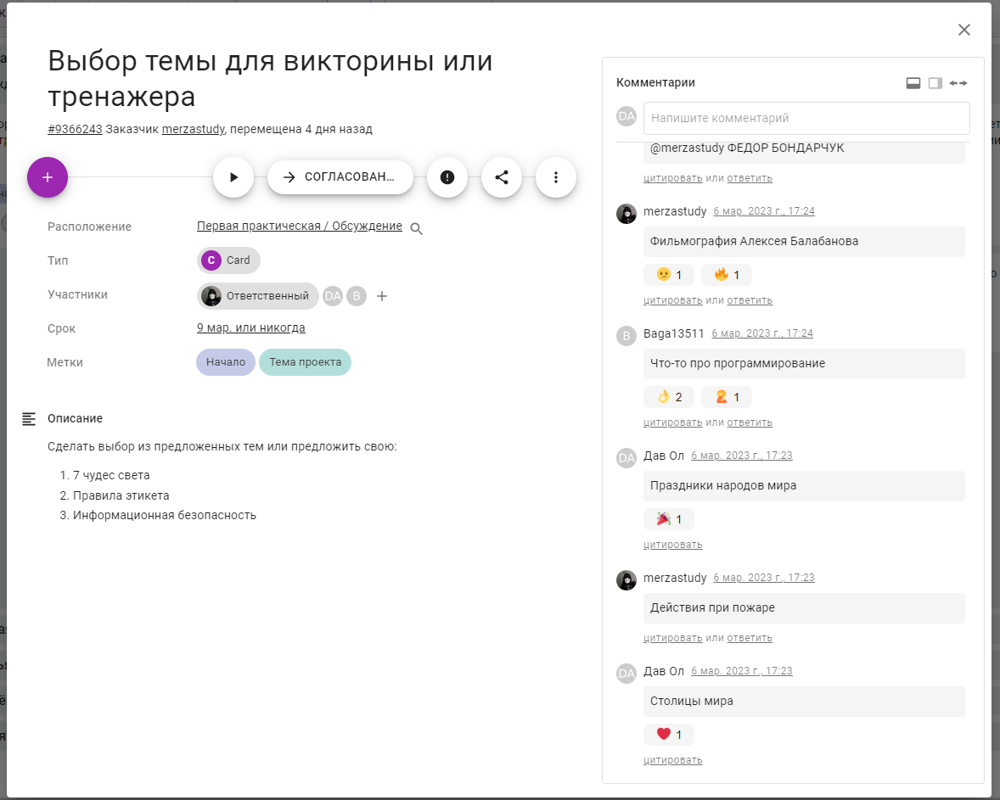 Выбор темы для викторины или
тренажера
#9366243 Заказчик merzastudy, перемещена 4 дня назад
СОГЛАСОВАН...
Расположение
Первая практическая / Обсуждение
Тип
C Card
Участники
Ответственный DA B
Срок
9 мар. или никогда
Метки
Начало Тема проекта
Описание
Сделать выбор из предложенных тем или предложить свою:
1. 7 чудес света
2. Правила этикета
3. Информационная безопасность
Комментарии
DA Напишите комментарий
@merzastudy ФЕДОР БОНДАРЧУК
цитировать или ответить
merzastudy 6 мар. 2023 г., 17:24
Фильмография Алексея Балабанова
1 1
цитировать или ответить
B Baga13511 6 мар. 2023 г., 17:24
Что-то про программирование
2 1
цитировать или ответить
DA Дав Ол 6 мар. 2023 г., 17:23
Праздники народов мира
1
цитировать
merzastudy 6 мар. 2023 г., 17:23
Действия при пожаре
цитировать или ответить
DA Дав Ол 6 мар. 2023 г., 17:23
Столицы мира
1
цитировать